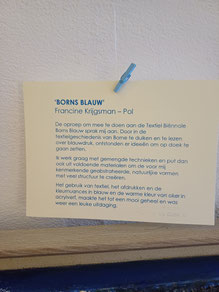 'BORNS BLAUW'
Francine Krijgsman – Pol
De oproep om mee te doen aan de Textiel Biënnale
Borns Blauw sprak mij aan. Door in de
textielgeschiedenis van Borne te duiken en te lezen
over blauwdruk, ontstonden er ideeën om op doek te
gaan zetten.
Ik werk graag met gemengde technieken en put dan
ook uit voldoende materialen om de voor mij
kenmerkende geabstraheerde, natuurlijke vormen
met veel structuur te creëren.
Het gebruik van textiel, het afdrukken en de
kleurnuances in blauw en de warme kleur van oker in
acrylverf, maakte het tot een mooi geheel en was
weer een leuke uitdaging.